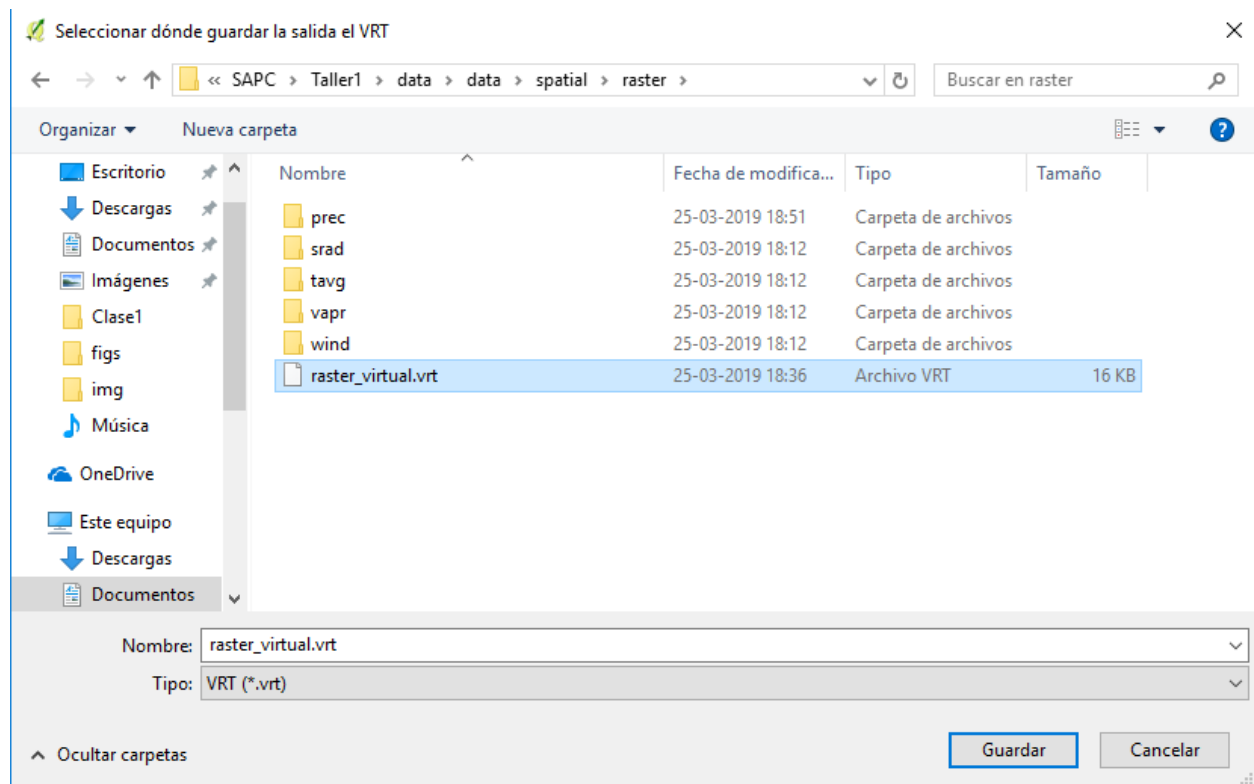 Seleccionar dónde guardar la salida el VRT
« SAPC > Taller1 > data > data > spatial > raster >
Buscar en raster
Organizar
Nueva carpeta
?
Escritorio
Descargas
Documentos
Imágenes
Clase1
figs
img
Música
OneDrive
Este equipo
Descargas
Documentos
Nombre Fecha de modifica... Tipo Tamaño
prec 25-03-2019 18:51 Carpeta de archivos
srad 25-03-2019 18:12 Carpeta de archivos
tavg 25-03-2019 18:12 Carpeta de archivos
vapr 25-03-2019 18:12 Carpeta de archivos
wind 25-03-2019 18:12 Carpeta de archivos
raster_virtual.vrt 25-03-2019 18:36 Archivo VRT 16 KB
Nombre: raster_virtual.vrt
Tipo: VRT (*.vrt)
Ocultar carpetas
Guardar
Cancelar